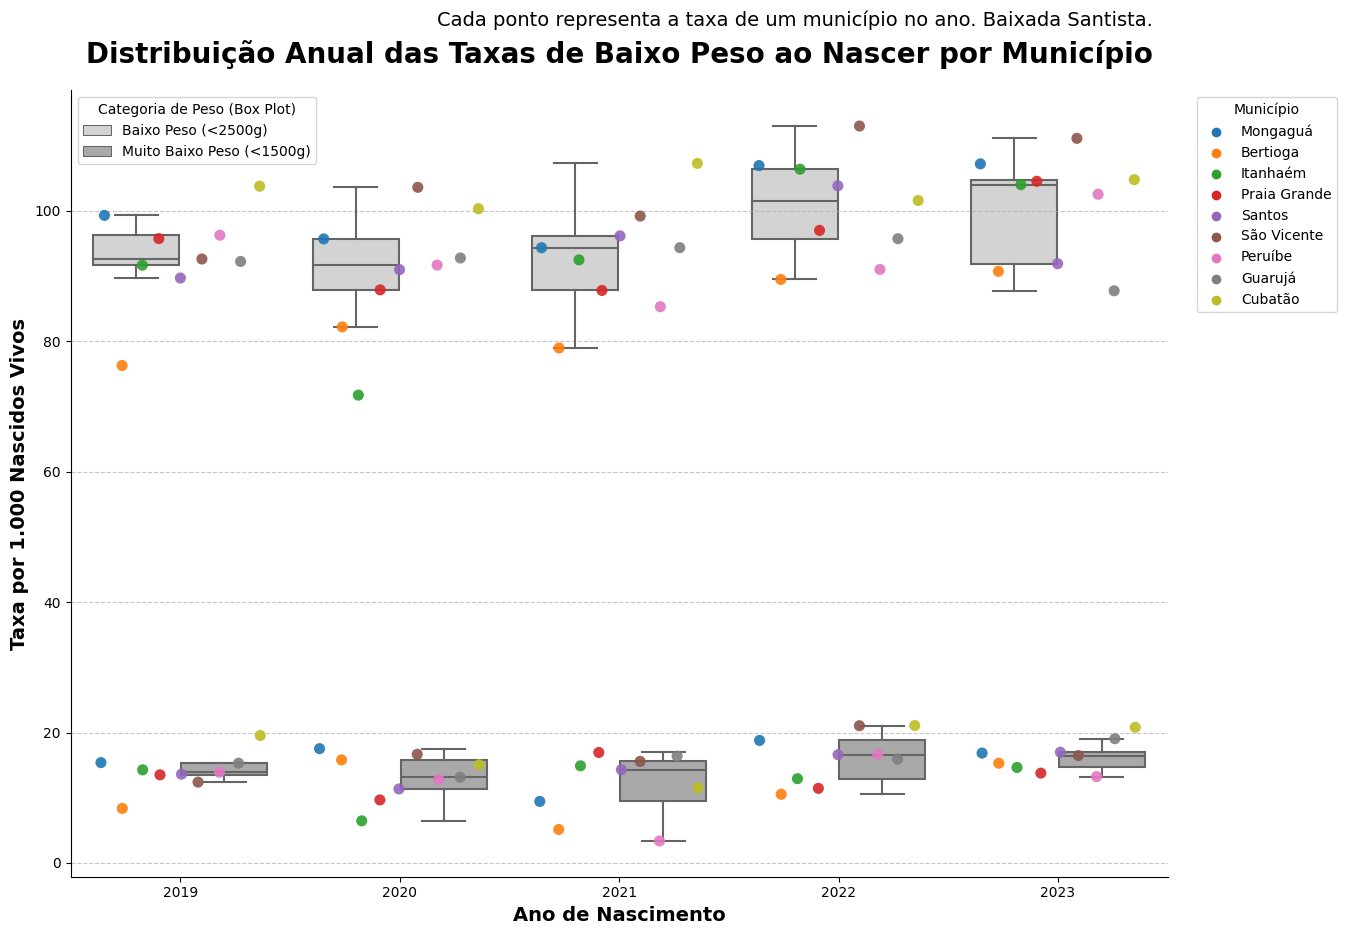 Cada ponto representa a taxa de um município no ano. Baixada Santista.
Distribuição Anual das Taxas de Baixo Peso ao Nascer por Município
Categoria de Peso (Box Plot)
Baixo Peso (<2500g)
Muito Baixo Peso (<1500g)
Município
Mongaguá
Bertioga
Itanhaém
Praia Grande
Santos
São Vicente
Peruíbe
Guarujá
Cubatão
Taxa por 1.000 Nascidos Vivos
100
80
60
40
20
0
2019 2020 2021 2022 2023
Ano de Nascimento